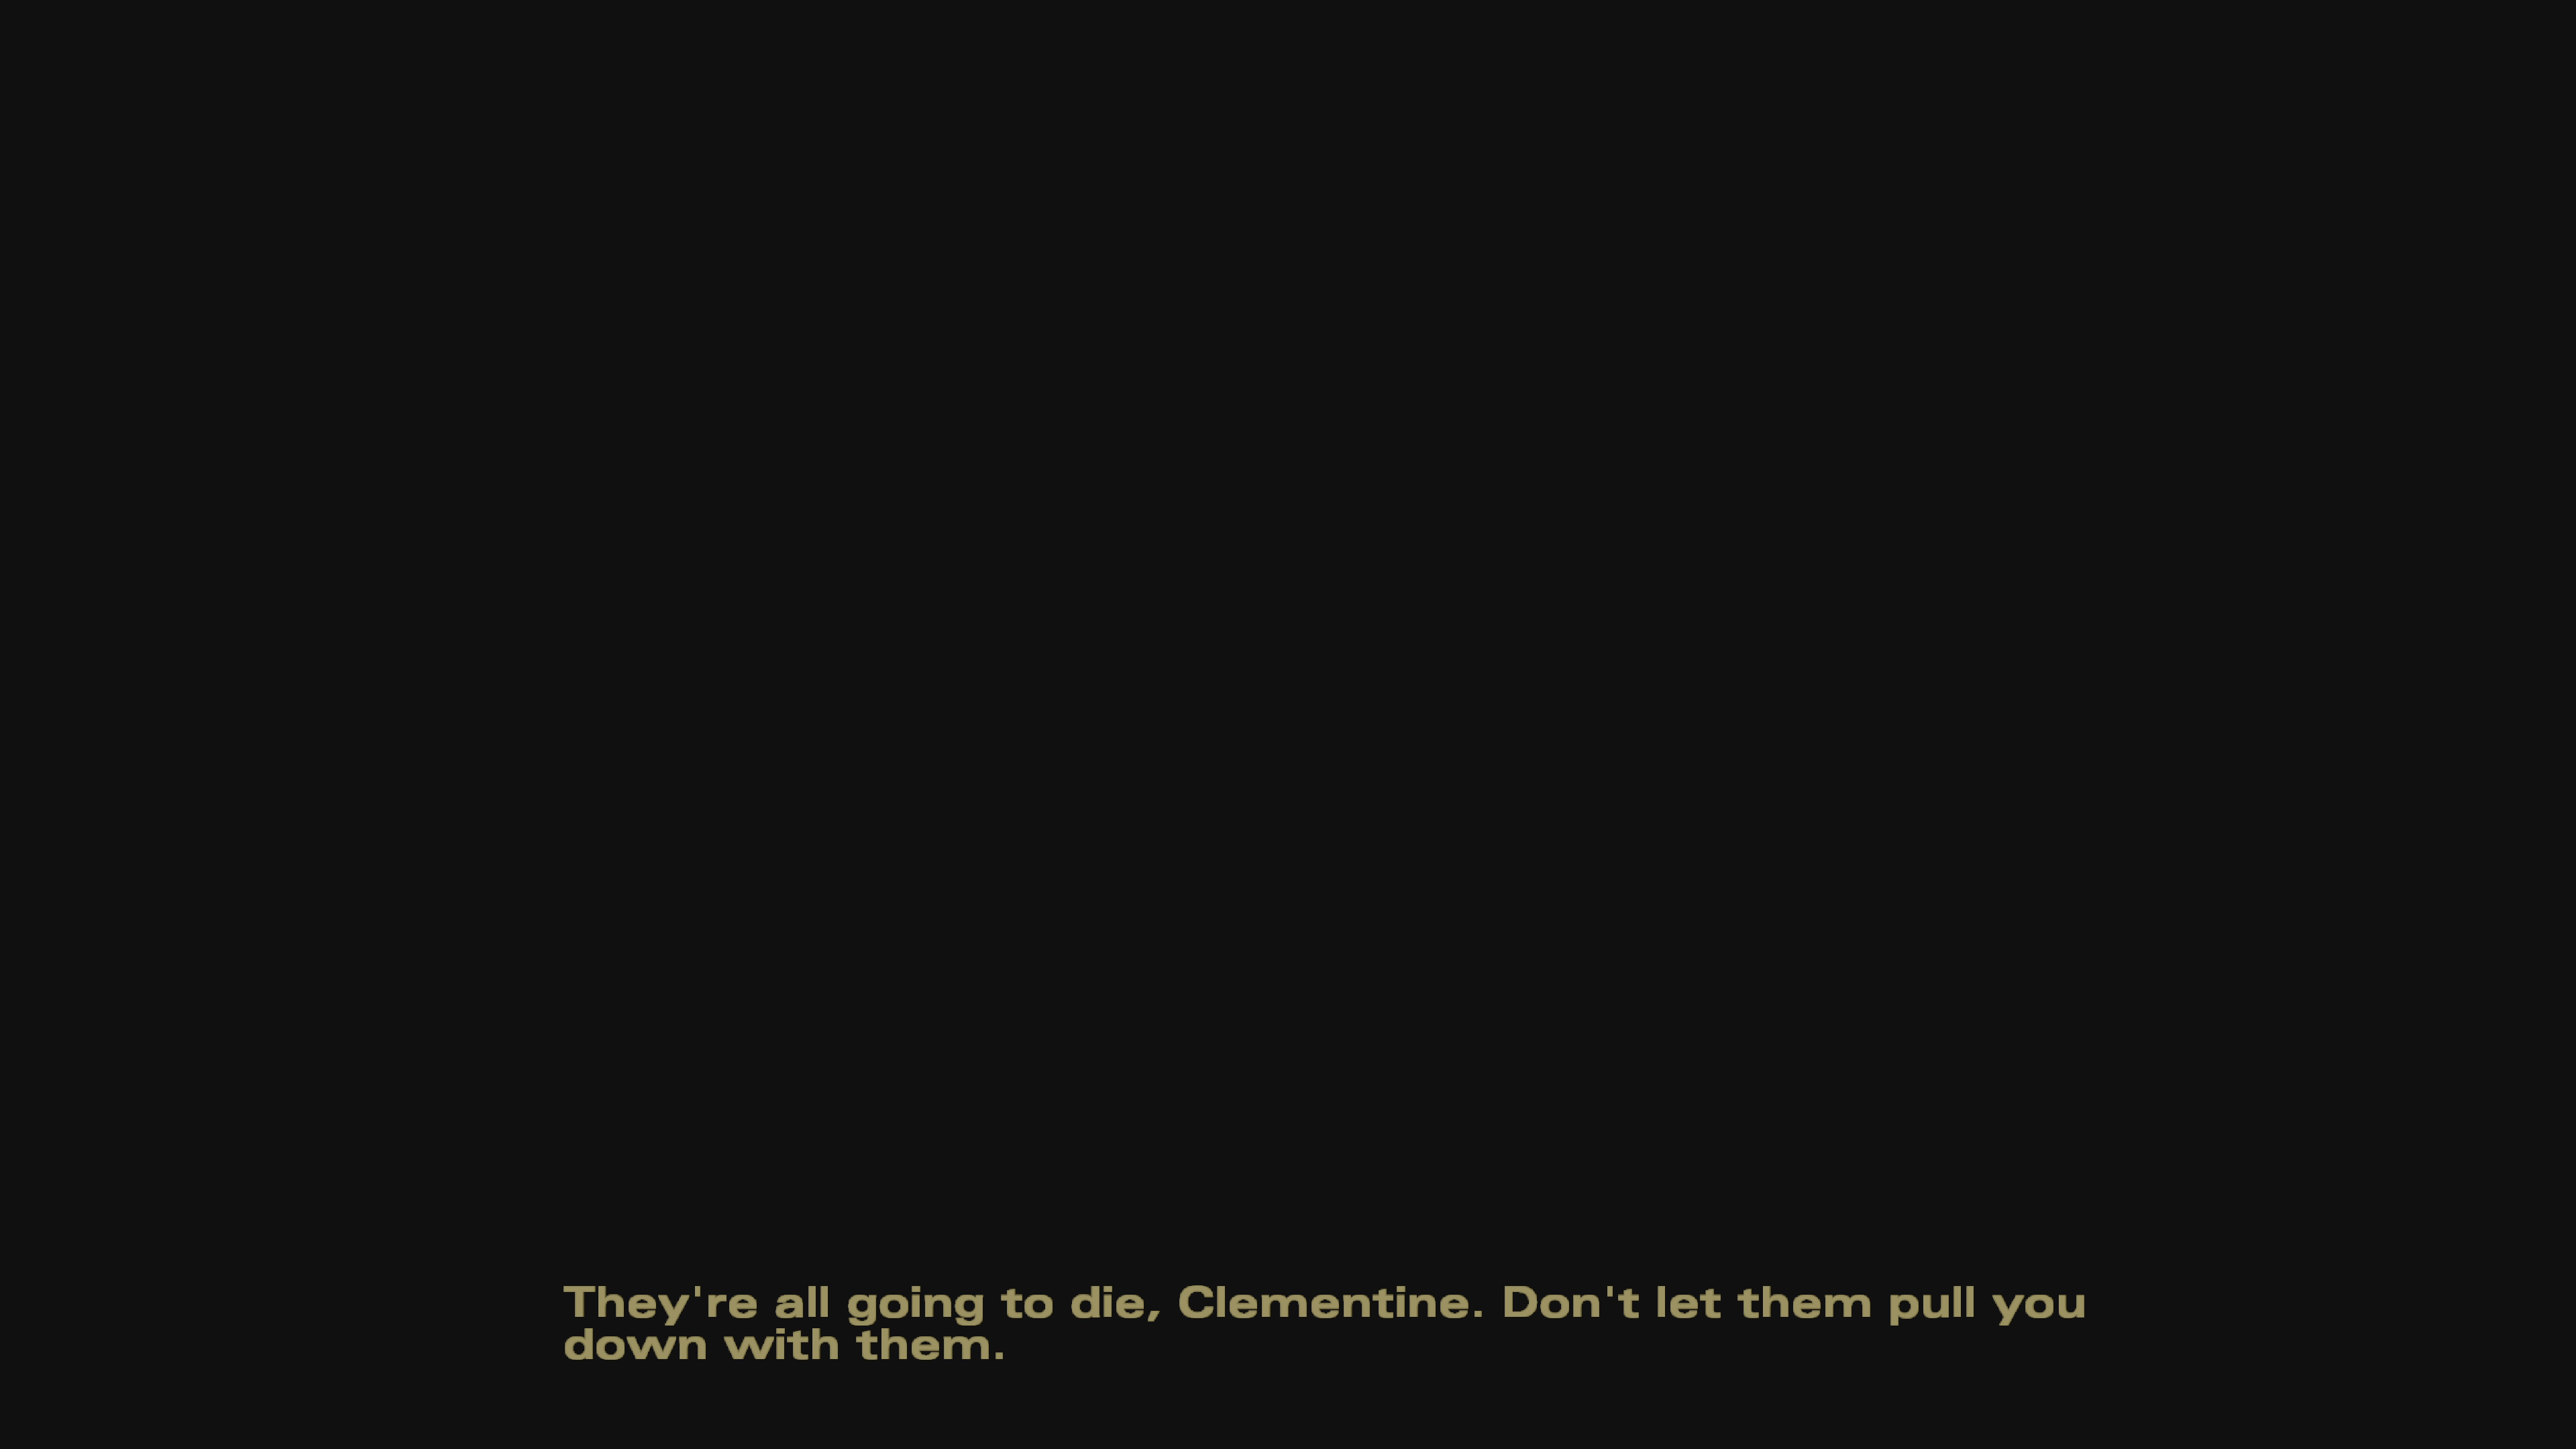 They're all going to die, Clementine. Don't let them pull you
down with them.